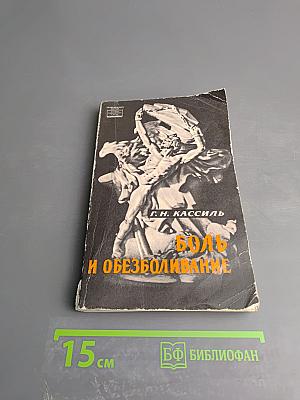 Г. Н. КАССИЛЬ
БОЛЬ
И ОБЕЗБОЛИВАНИЕ
15 см
БФ БИБЛИОФАН